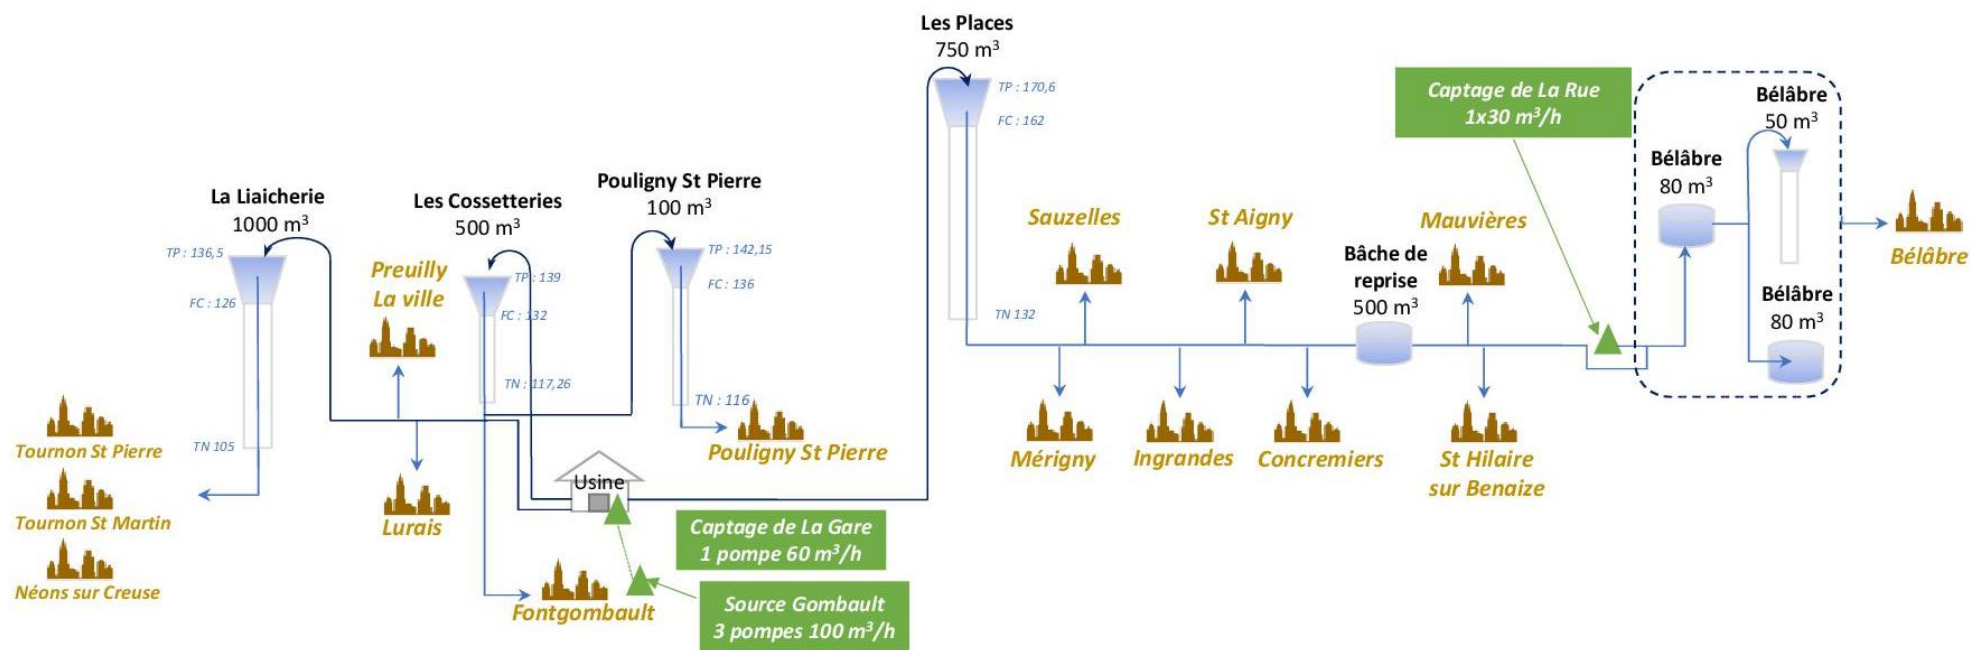 Les Places
750 m³
TP : 170,6
FC : 162
TN 132
Captage de La Rue
1x30 m³/h
Bélâbre
50 m³
Bélâbre
80 m³
Bélâbre
80 m³
Bélâbre
La Liaicherie
1000 m³
TP : 136,5
FC : 126
TN 105
Preuilly
La ville
Les Cossetteries
500 m³
TP : 139
FC : 132
TN : 117,26
Pouligny St Pierre
100 m³
TP : 142,15
FC : 136
TN : 116
Pouligny St Pierre
Sauzelles
St Aigny
Bâche de
reprise
500 m³
Mauvières
Mérigny
Ingrandes
Concremiers
St Hilaire
sur Benaize
Tournon St Pierre
Tournon St Martin
Néons sur Creuse
Lurais
Usine
Captage de La Gare
1 pompe 60 m³/h
Fontgombault
Source Gombault
3 pompes 100 m³/h